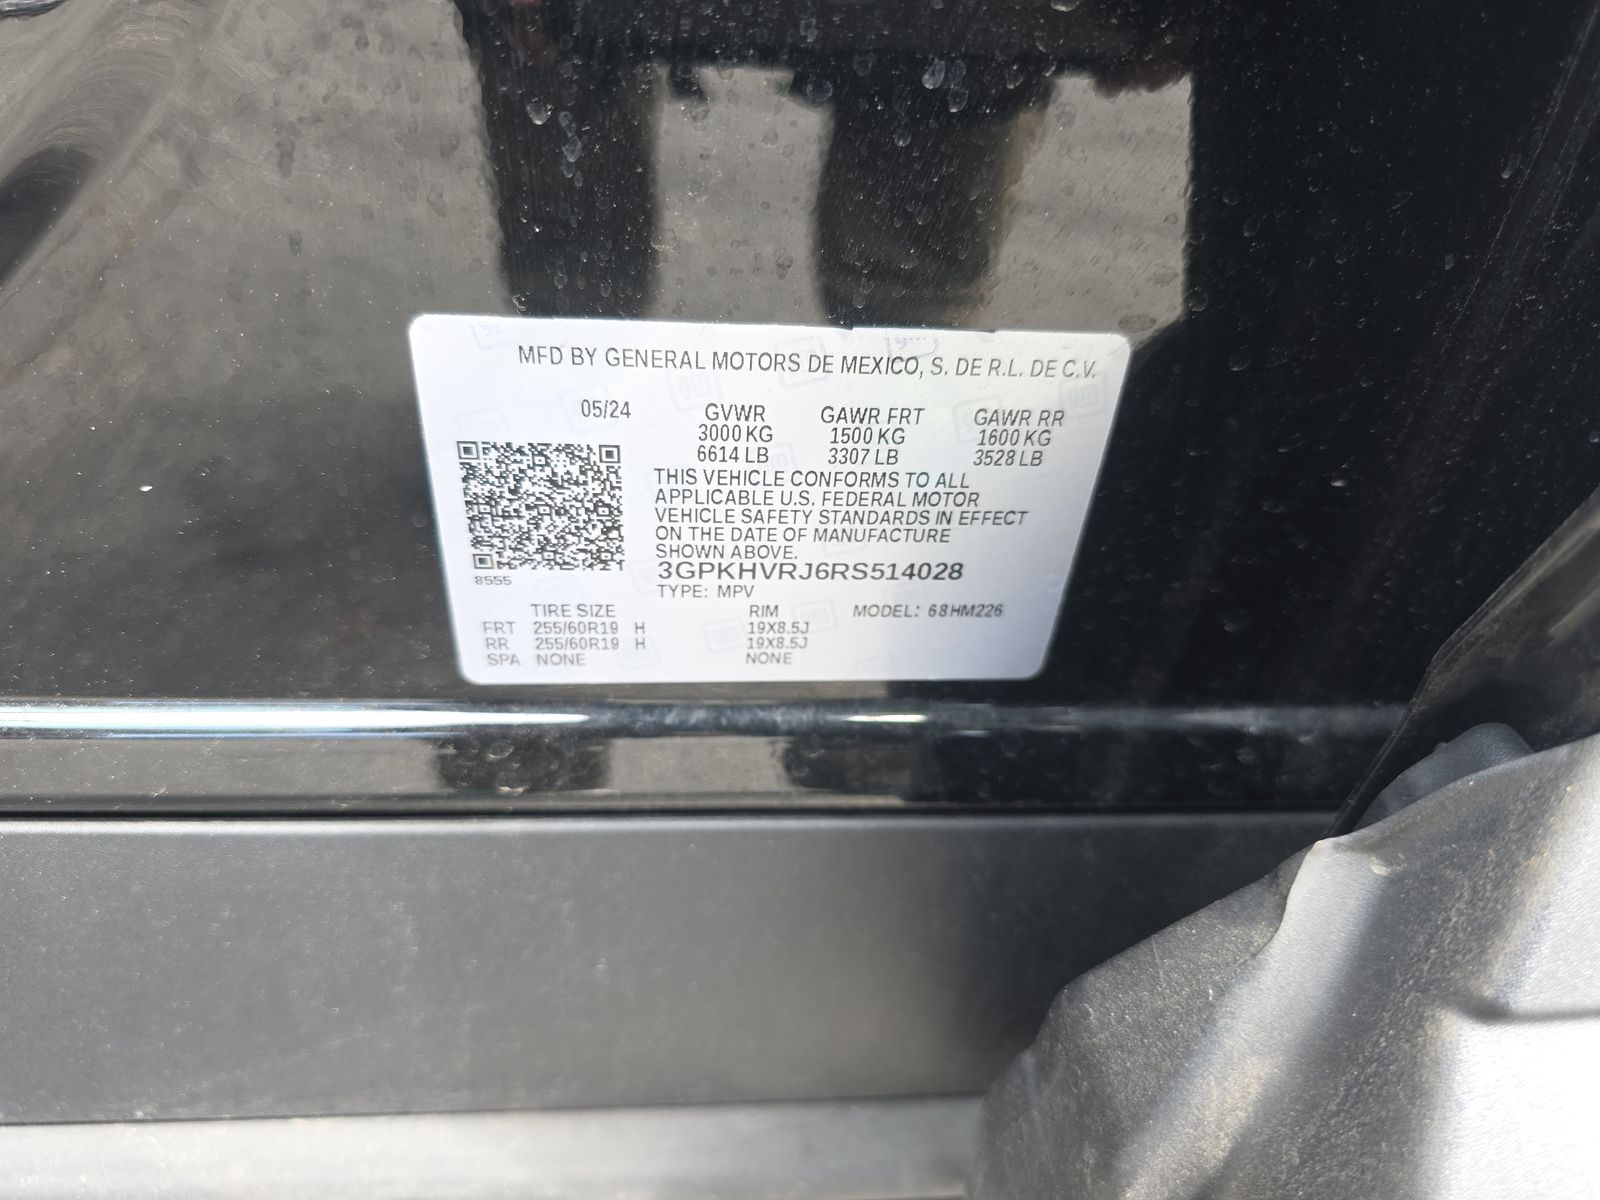 MFD BY GENERAL MOTORS DE MEXICO, S. DE R.L. DE C.V.
05/24 GVWR GAWR FRT GAWR RR
3000 KG 1500 KG 1600 KG
6614 LB 3307 LB 3528 LB
THIS VEHICLE CONFORMS TO ALL
APPLICABLE U.S. FEDERAL MOTOR
VEHICLE SAFETY STANDARDS IN EFFECT
ON THE DATE OF MANUFACTURE
SHOWN ABOVE.
3GPKHVRJ6RS514028
8555
TYPE: MPV
TIRE SIZE RIM MODEL: 68HM226
FRT 255/60R19 H 19X8.5J
RR 255/60R19 H 19X8.5J
SPA NONE NONE